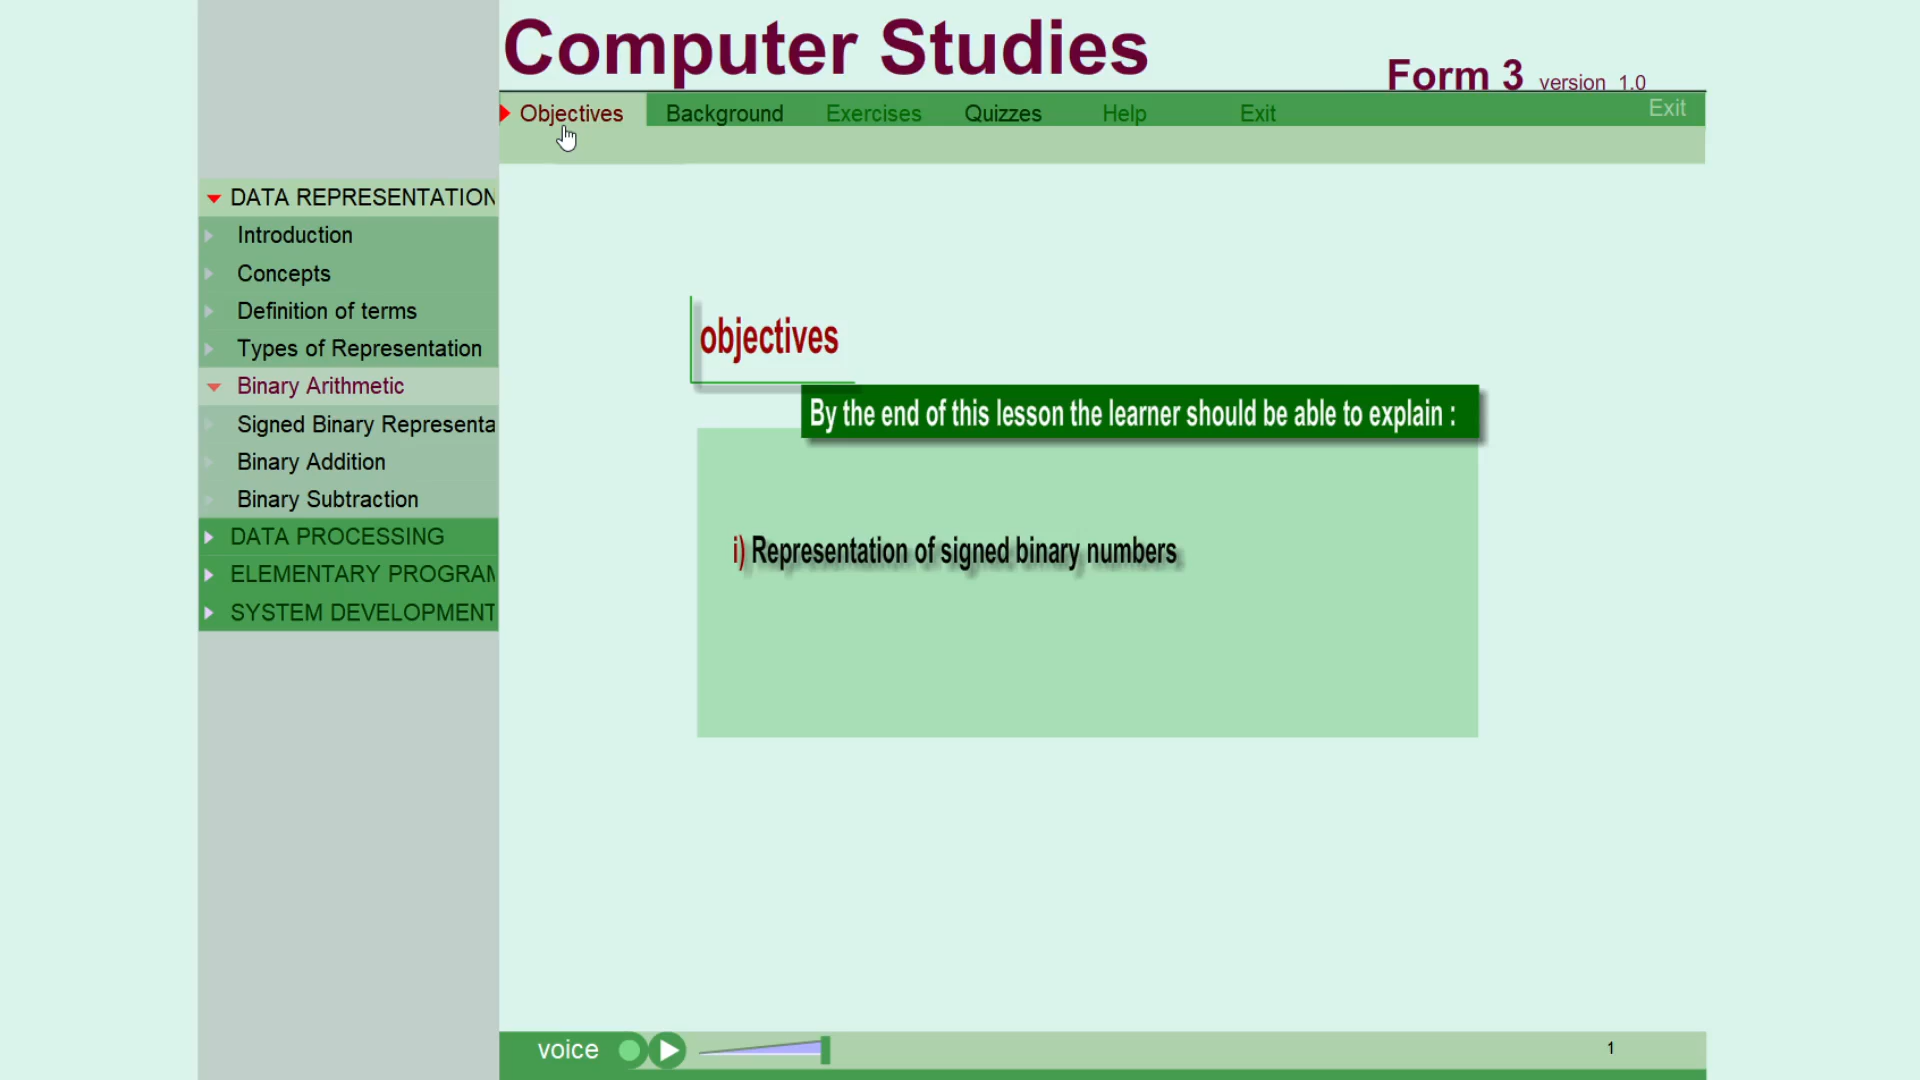 Computer Studies
Form 3 version 1.0
Objectives Background Exercises Quizzes Help Exit Exit
DATA REPRESENTATION
Introduction
Concepts
Definition of terms
Types of Representation
Binary Arithmetic
Signed Binary Representa
Binary Addition
Binary Subtraction
DATA PROCESSING
ELEMENTARY PROGRAM
SYSTEM DEVELOPMENT
objectives
By the end of this lesson the learner should be able to explain :
i) Representation of signed binary numbers
voice
1